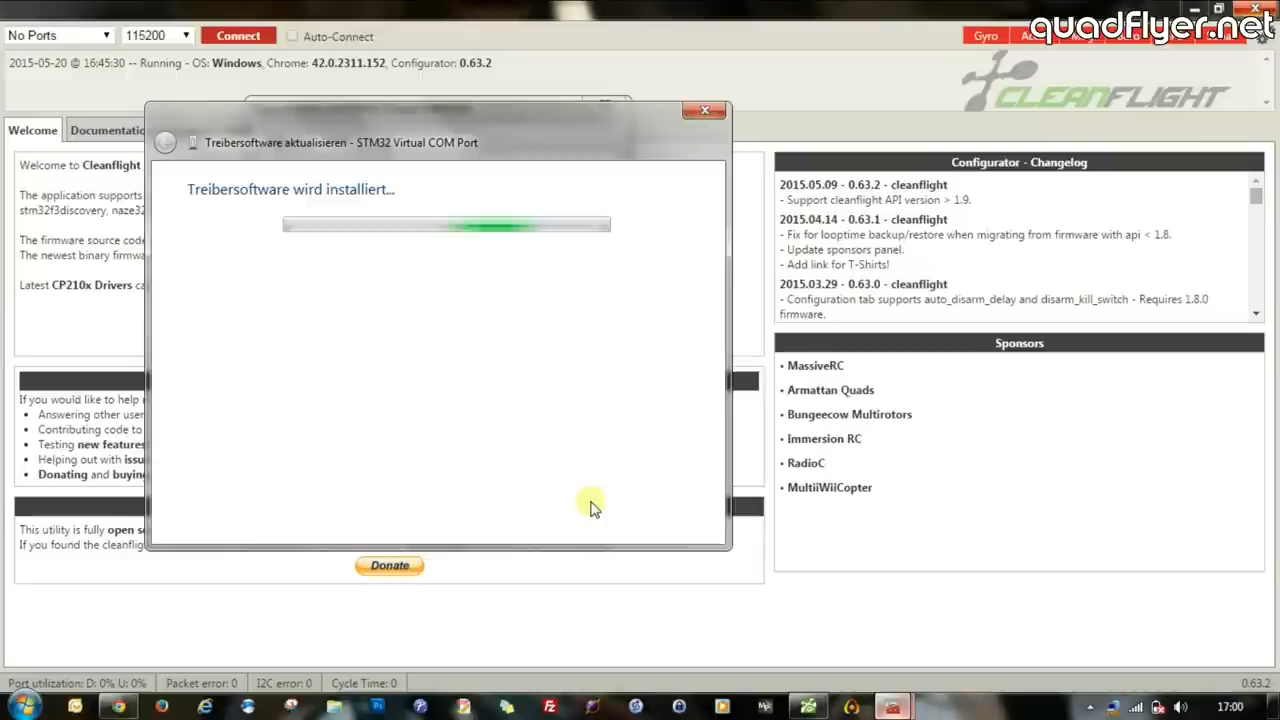 quadflyer.net
No Ports 115200 Connect Auto-Connect Gyro
2015-05-20 @ 16:45:30 -- Running - OS: Windows, Chrome: 42.0.2311.152, Configurator: 0.63.2
CLEANFLIGHT
Welcome Documentatio
Treibersoftware aktualisieren - STM32 Virtual COM Port
Treibersoftware wird installiert...
Welcome to Cleanflight
The application supports
stm32f3discovery, naze32
The firmware source code
The newest binary firmwa
Latest CP210x Drivers ca
If you would like to help
Answering other user
Contributing code to
Testing new features
Helping out with issu
Donating and buyin
This utility is fully open so
If you found the cleanflig
Donate
Configurator - Changelog
2015.05.09 - 0.63.2 - cleanflight
- Support cleanflight API version > 1.9.
2015.04.14 - 0.63.1 - cleanflight
- Fix for looptime backup/restore when migrating from firmware with api < 1.8.
- Update sponsors panel.
- Add link for T-Shirts!
2015.03.29 - 0.63.0 - cleanflight
- Configuration tab supports auto_disarm_delay and disarm_kill_switch - Requires 1.8.0
firmware.
Sponsors
MassiveRC
Armattan Quads
Bungeecow Multirotors
Immersion RC
RadioC
MultiiWiiCopter
Port utilization: D: 0% U: 0% Packet error: 0 I2C error: 0 Cycle Time: 0 0.63.2
17:00